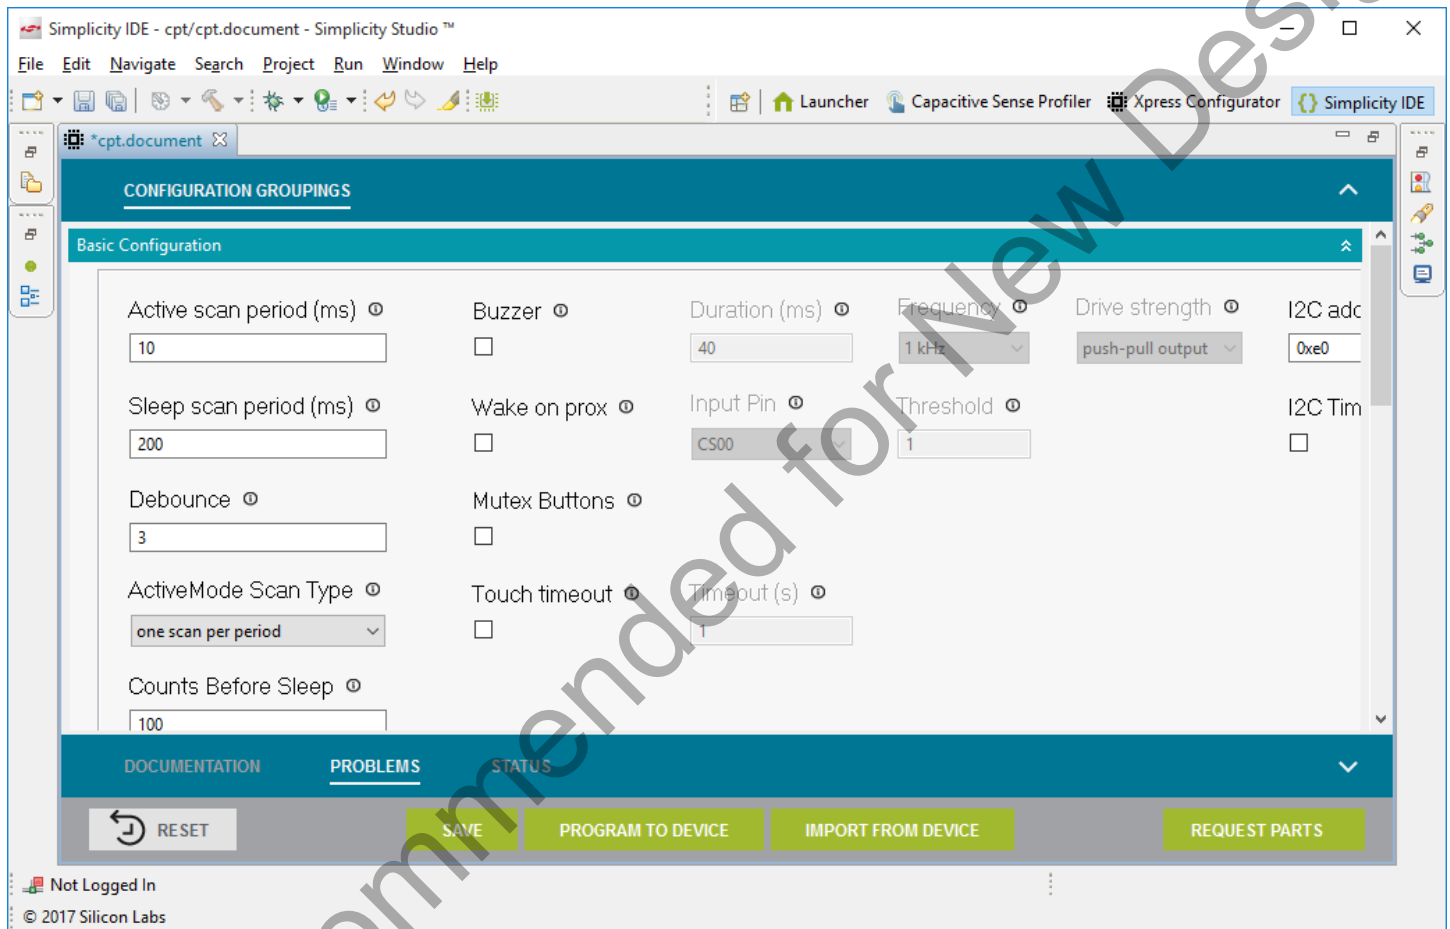 Simplicity IDE - cpt/cpt.document - Simplicity Studio ™
File Edit Navigate Search Project Run Window Help
Launcher Capacitive Sense Profiler Xpress Configurator {} Simplicity IDE
*cpt.document
CONFIGURATION GROUPINGS
Basic Configuration
Active scan period (ms) Buzzer Duration (ms) Frequency Drive strength I2C add
10 40 1 kHz push-pull output 0xe0
Sleep scan period (ms) Wake on prox Input Pin Threshold I2C Tim
200 CS00 1
Debounce Mutex Buttons
3
ActiveMode Scan Type Touch timeout Timeout (s)
one scan per period 1
Counts Before Sleep
100
DOCUMENTATION PROBLEMS STATUS
RESET SAVE PROGRAM TO DEVICE IMPORT FROM DEVICE REQUEST PARTS
Not Logged In
© 2017 Silicon Labs
ommended for New Desi